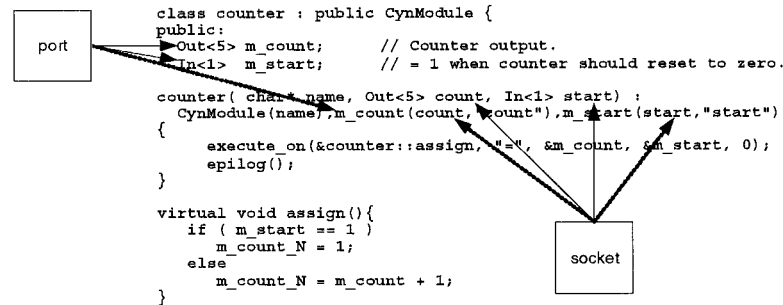 class counter : public CynModule {
public:
port
Out<5> m_count; // Counter output.
In<1> m_start; // = 1 when counter should reset to zero.
counter( char* name, Out<5> count, In<1> start) :
CynModule(name),m_count(count,"count"),m_start(start,"start")
{
execute_on(&counter::assign, "=", &m_count, &m_start, 0);
epilog();
}
virtual void assign(){
if ( m_start == 1 )
m_count_N = 1;
else
m_count_N = m_count + 1;
}
socket